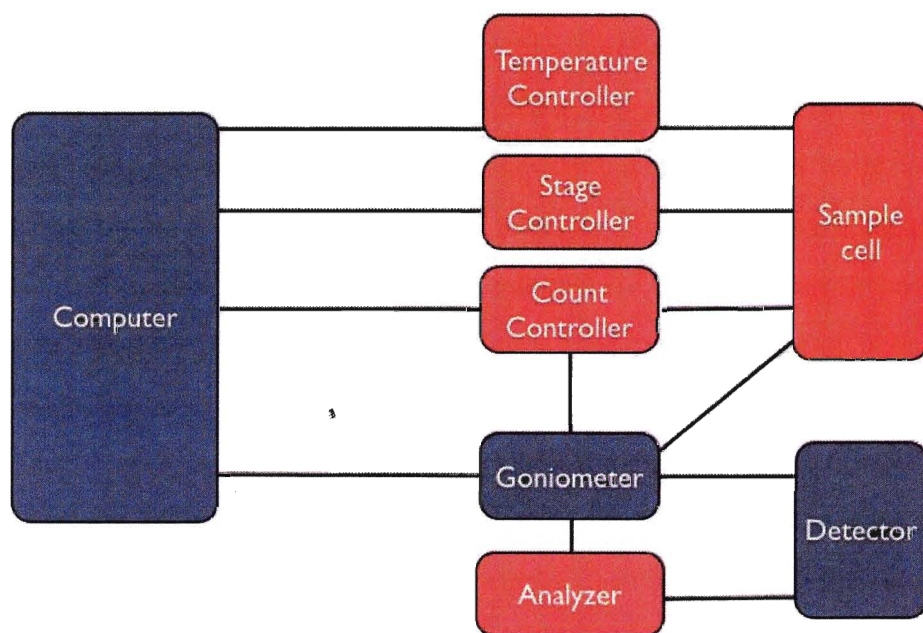 Temperature
Controller
Stage
Controller
Sample
cell
Computer
Count
Controller
Goniometer
Detector
Analyzer